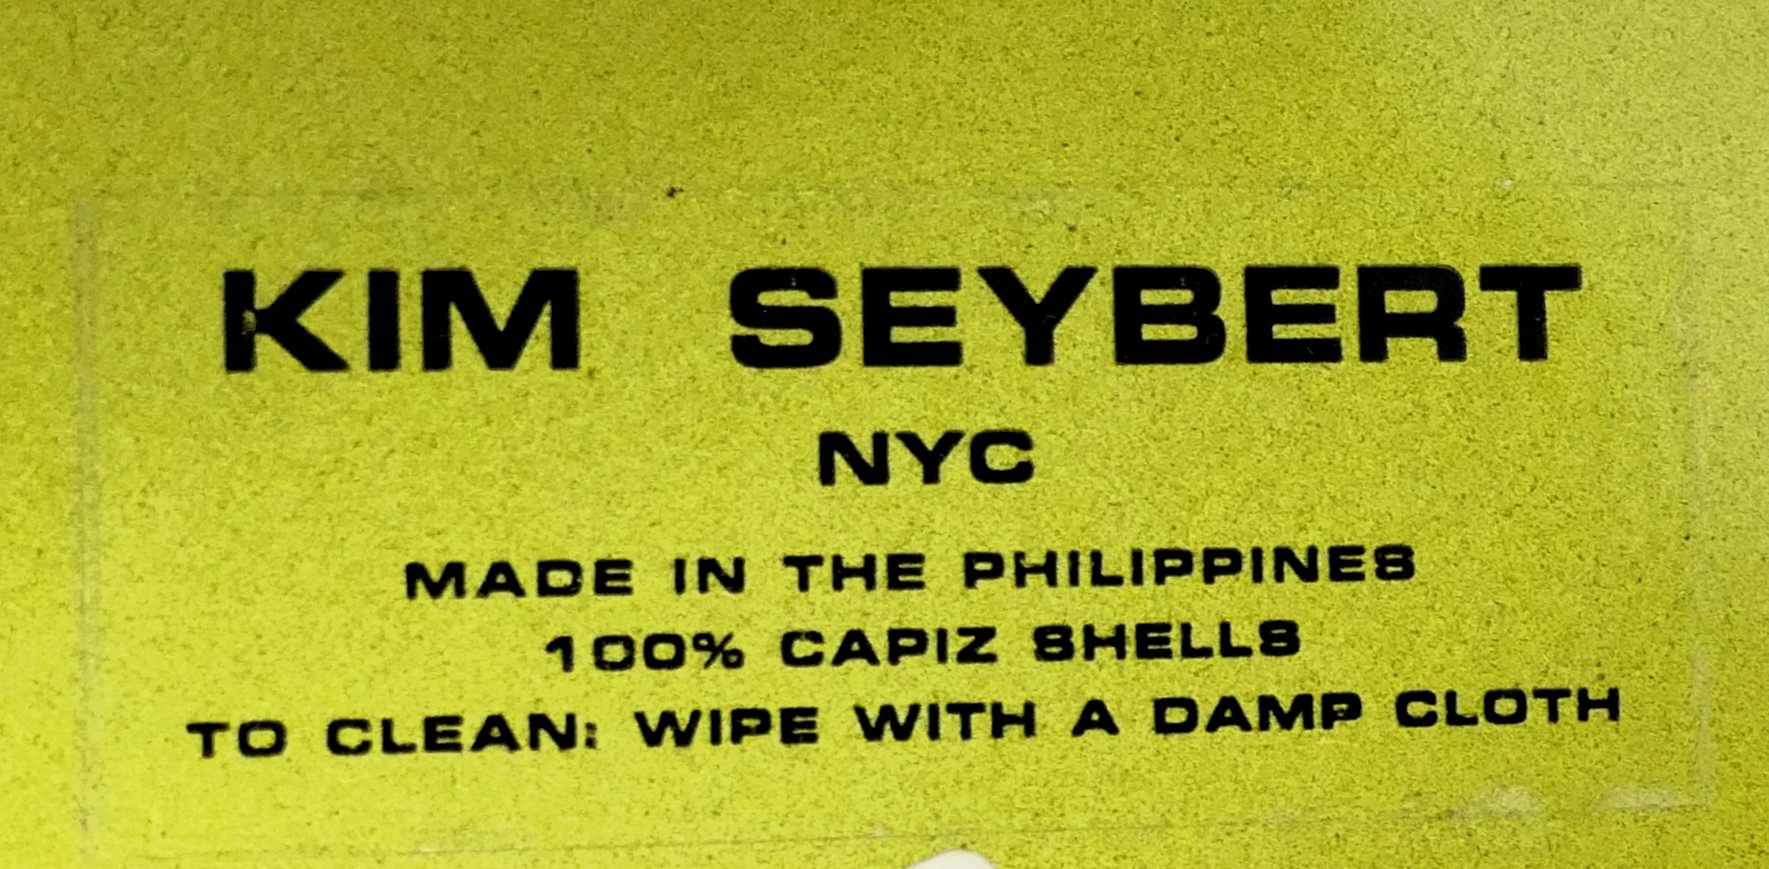 KIM SEYBERT
NYC
MADE IN THE PHILIPPINES
100% CAPIZ SHELLS
TO CLEAN: WIPE WITH A DAMP CLOTH